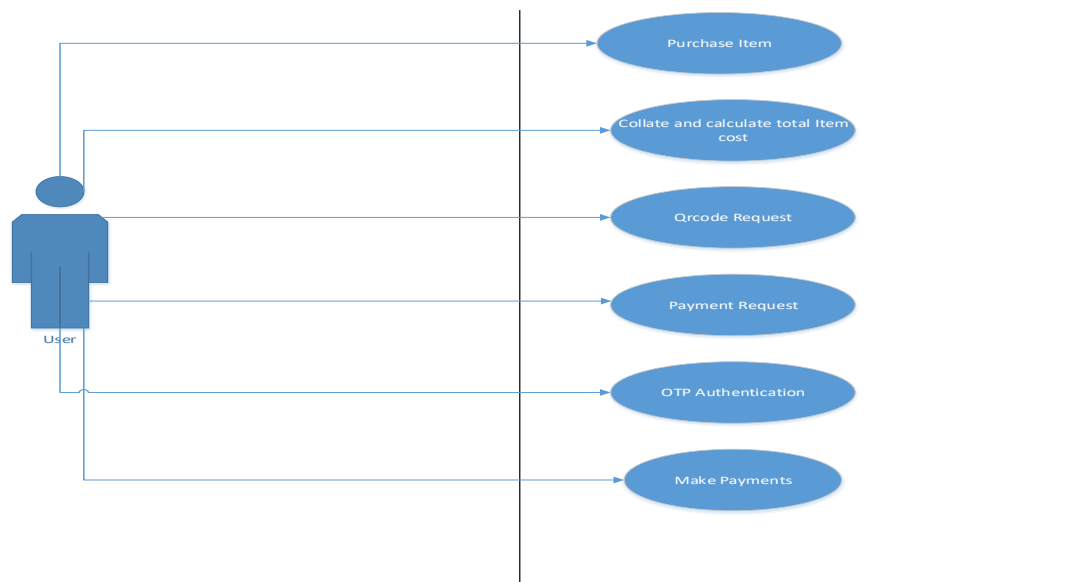 Purchase Item
Collate and calculate total Item
cost
Qrcode Request
Payment Request
User
OTP Authentication
Make Payments